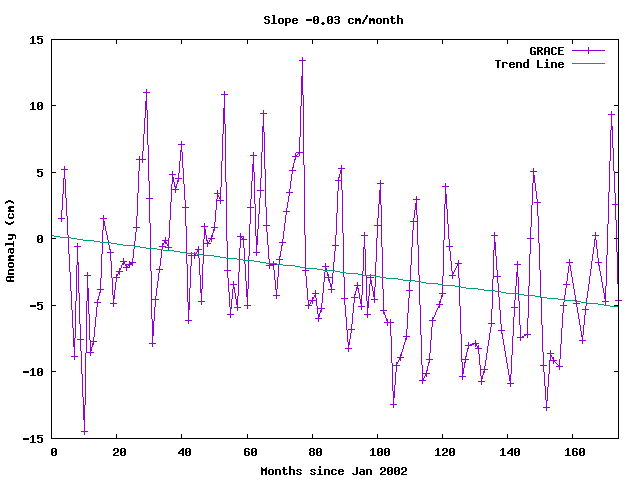 Slope -0.03 cm/month
GRACE
Trend Line
15
10
5
0
-5
-10
-15
Anomaly (cm)
0 20 40 60 80 100 120 140 160
Months since Jan 2002